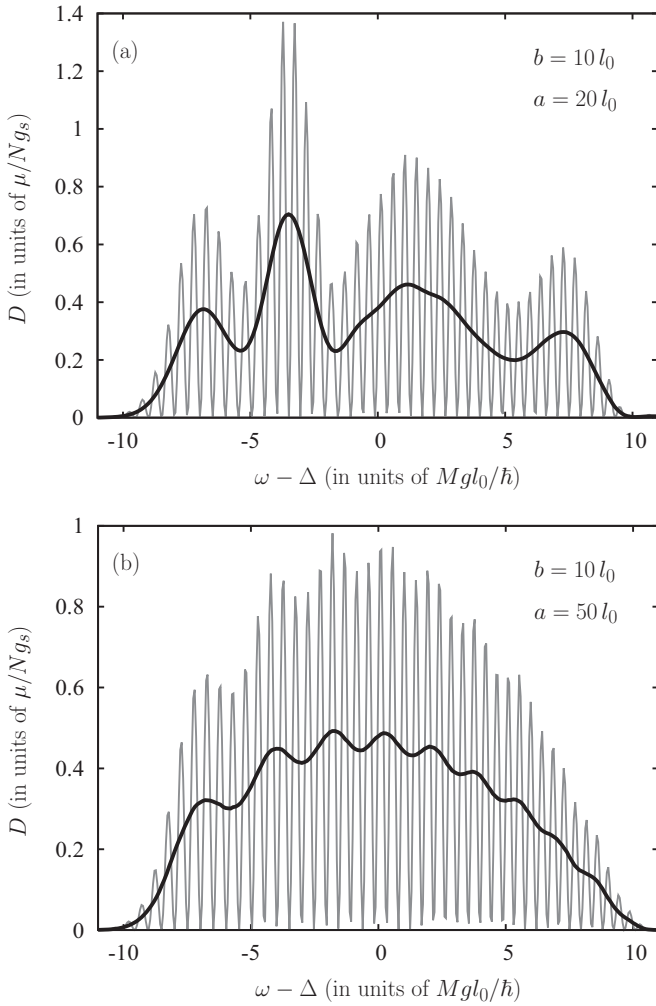 (a)
b = 10 l₀
a = 20 l₀
D (in units of μ/Ngₛ)
1.4
1.2
1
0.8
0.6
0.4
0.2
0
-10 -5 0 5 10
ω − Δ (in units of Mgl₀/ħ)
(b)
b = 10 l₀
a = 50 l₀
D (in units of μ/Ngₛ)
1
0.8
0.6
0.4
0.2
0
-10 -5 0 5 10
ω − Δ (in units of Mgl₀/ħ)